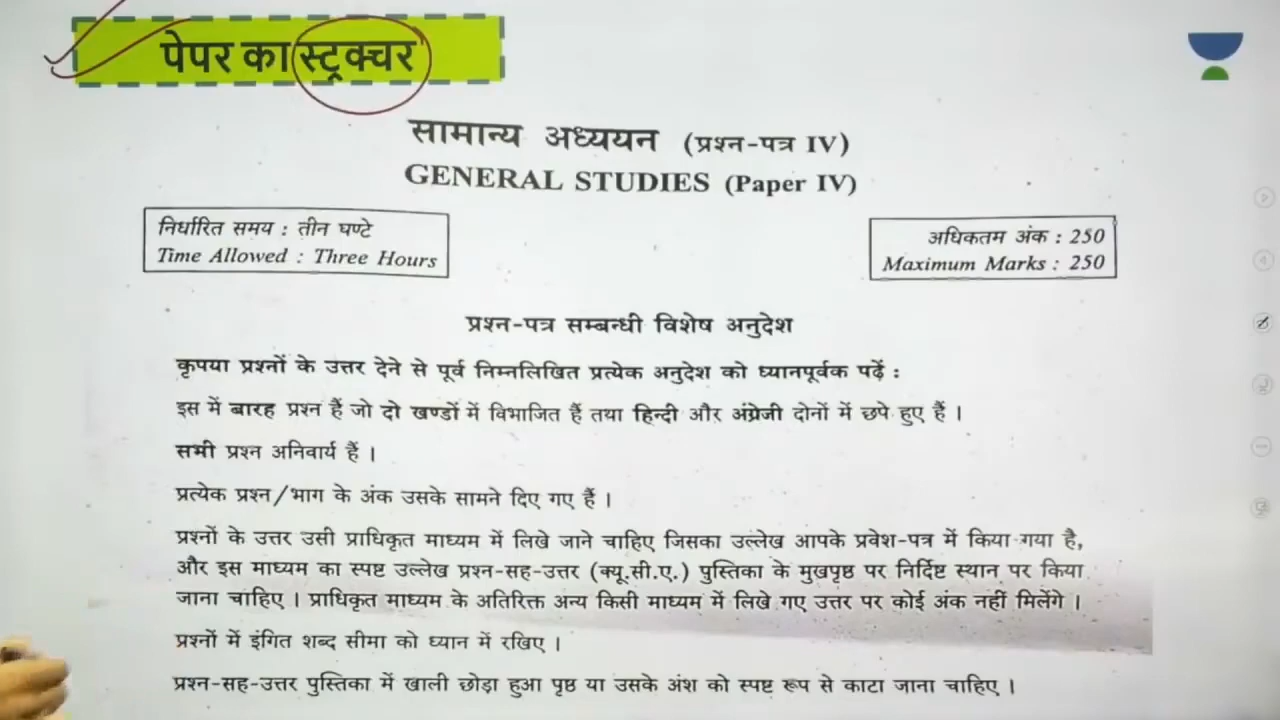 पेपर का स्ट्रक्चर
सामान्य अध्ययन (प्रश्न-पत्र IV)
GENERAL STUDIES (Paper IV)
निर्धारित समय : तीन घण्टे
Time Allowed : Three Hours
अधिकतम अंक : 250
Maximum Marks : 250
प्रश्न-पत्र सम्बन्धी विशेष अनुदेश
कृपया प्रश्नों के उत्तर देने से पूर्व निम्नलिखित प्रत्येक अनुदेश को ध्यानपूर्वक पढ़ें :
इस में बारह प्रश्न हैं जो दो खण्डों में विभाजित हैं तथा हिन्दी और अंग्रेजी दोनों में छपे हुए हैं ।
सभी प्रश्न अनिवार्य हैं ।
प्रत्येक प्रश्न/भाग के अंक उसके सामने दिए गए हैं ।
प्रश्नों के उत्तर उसी प्राधिकृत माध्यम में लिखे जाने चाहिए जिसका उल्लेख आपके प्रवेश-पत्र में किया गया है,
और इस माध्यम का स्पष्ट उल्लेख प्रश्न-सह-उत्तर (क्यू.सी.ए.) पुस्तिका के मुखपृष्ठ पर निर्दिष्ट स्थान पर किया
जाना चाहिए । प्राधिकृत माध्यम के अतिरिक्त अन्य किसी माध्यम में लिखे गए उत्तर पर कोई अंक नहीं मिलेंगे ।
प्रश्नों में इंगित शब्द सीमा को ध्यान में रखिए ।
प्रश्न-सह-उत्तर पुस्तिका में खाली छोड़ा हुआ पृष्ठ या उसके अंश को स्पष्ट रूप से काटा जाना चाहिए ।